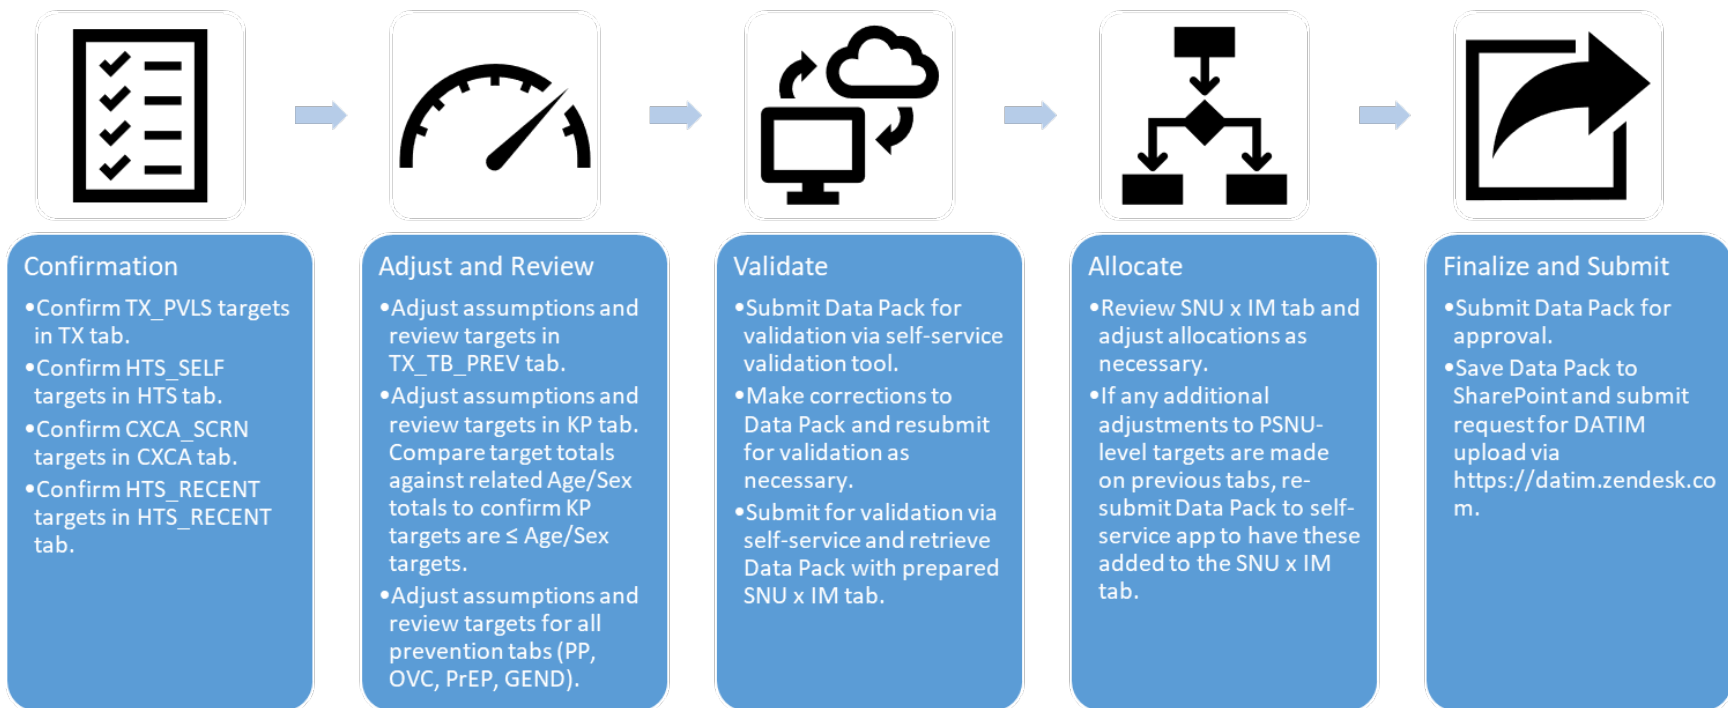 Confirmation
•Confirm TX_PVLS targets
in TX tab.
•Confirm HTS_SELF
targets in HTS tab.
•Confirm CXCA_SCRN
targets in CXCA tab.
•Confirm HTS_RECENT
targets in HTS_RECENT
tab.
Adjust and Review
•Adjust assumptions and
review targets in
TX_TB_PREV tab.
•Adjust assumptions and
review targets in KP tab.
Compare target totals
against related Age/Sex
totals to confirm KP
targets are ≤ Age/Sex
targets.
•Adjust assumptions and
review targets for all
prevention tabs (PP,
OVC, PrEP, GEND).
Validate
•Submit Data Pack for
validation via self-service
validation tool.
•Make corrections to
Data Pack and resubmit
for validation as
necessary.
•Submit for validation via
self-service and retrieve
Data Pack with prepared
SNU x IM tab.
Allocate
•Review SNU x IM tab and
adjust allocations as
necessary.
•If any additional
adjustments to PSNU-
level targets are made
on previous tabs, re-
submit Data Pack to self-
service app to have these
added to the SNU x IM
tab.
Finalize and Submit
•Submit Data Pack for
approval.
•Save Data Pack to
SharePoint and submit
request for DATIM
upload via
https://datim.zendesk.co
m.